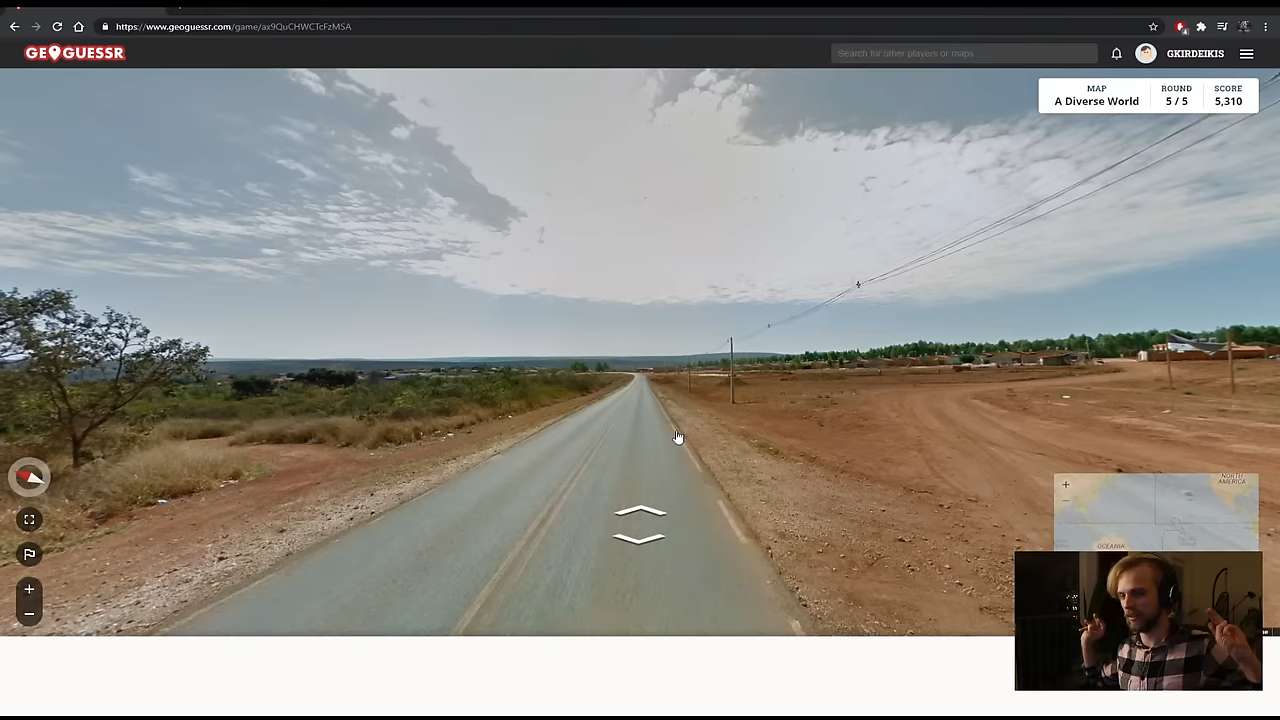 https://www.geoguessr.com/game/ax9QuCHWCTcFzMSA
GEOGUESSR
Search for other players or maps
GKIRDEIKIS
MAP
A Diverse World
ROUND
5 / 5
SCORE
5,310
NORTH
AMERICA
OCEANIA